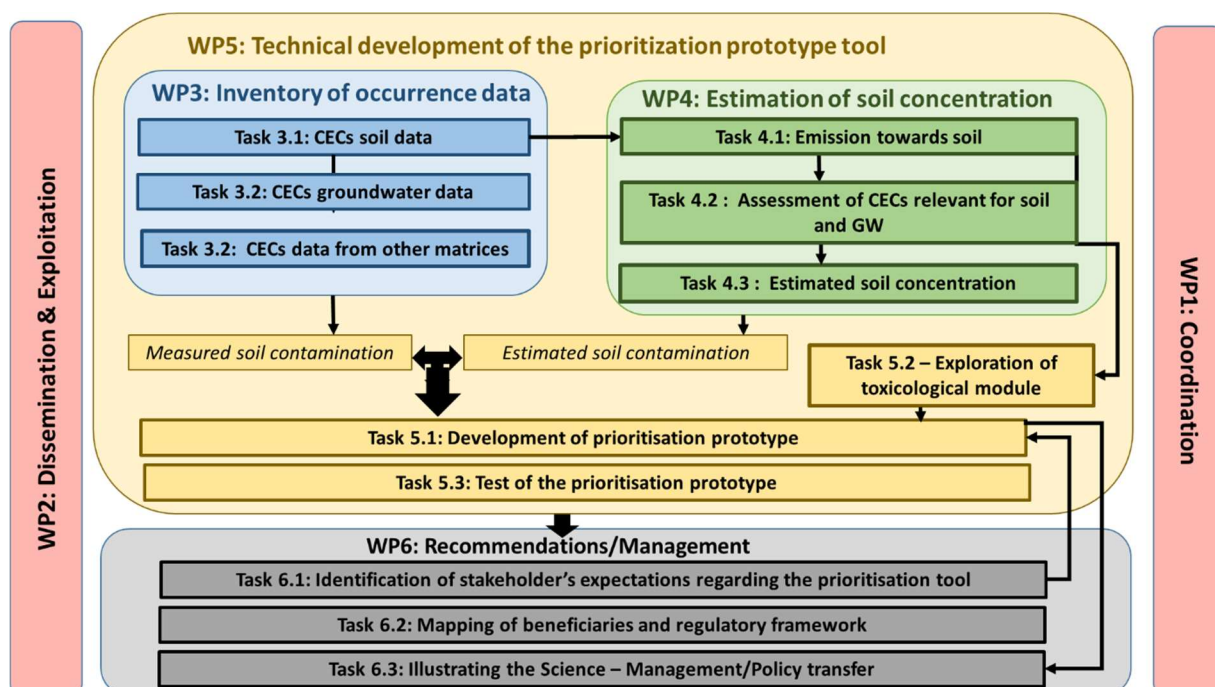 WP2: Dissemination & Exploitation
WP5: Technical development of the prioritization prototype tool
WP3: Inventory of occurrence data
Task 3.1: CECs soil data
Task 3.2: CECs groundwater data
Task 3.2: CECs data from other matrices
WP4: Estimation of soil concentration
Task 4.1: Emission towards soil
Task 4.2 : Assessment of CECs relevant for soil
and GW
Task 4.3 : Estimated soil concentration
Measured soil contamination
Estimated soil contamination
Task 5.2 – Exploration of
toxicological module
Task 5.1: Development of prioritisation prototype
Task 5.3: Test of the prioritisation prototype
WP6: Recommendations/Management
Task 6.1: Identification of stakeholder's expectations regarding the prioritisation tool
Task 6.2: Mapping of beneficiaries and regulatory framework
Task 6.3: Illustrating the Science – Management/Policy transfer
WP1: Coordination